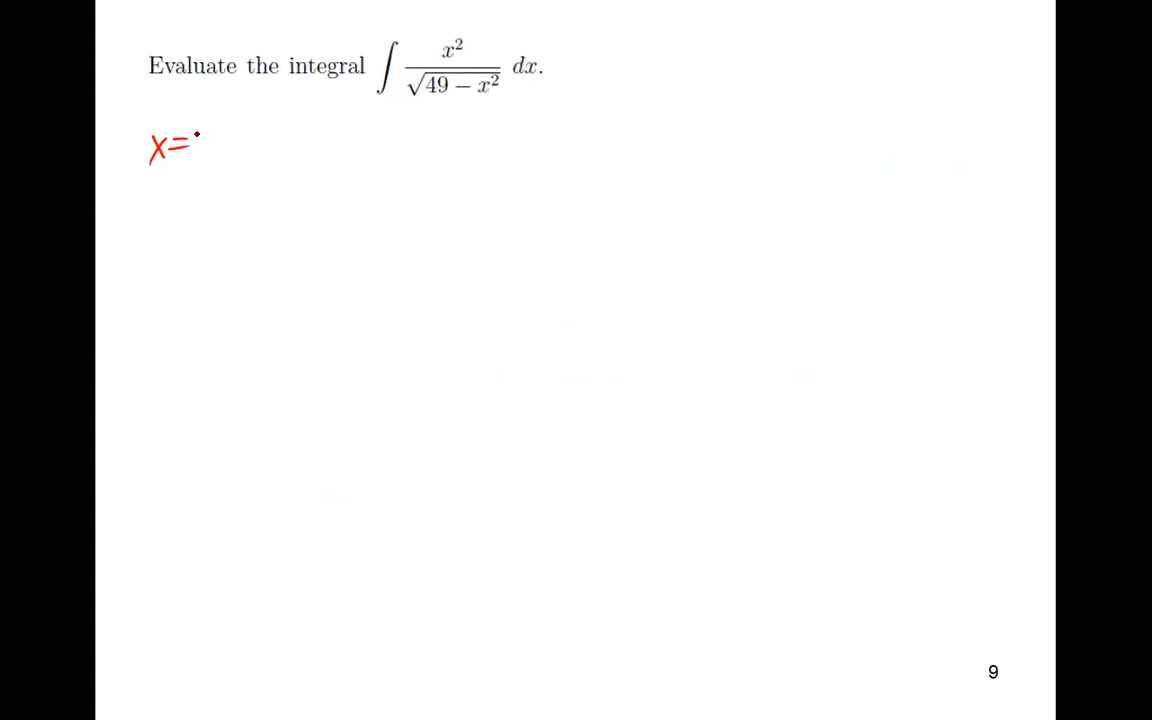 Evaluate the integral ∫ x²/√(49 − x²) dx.
x=
9